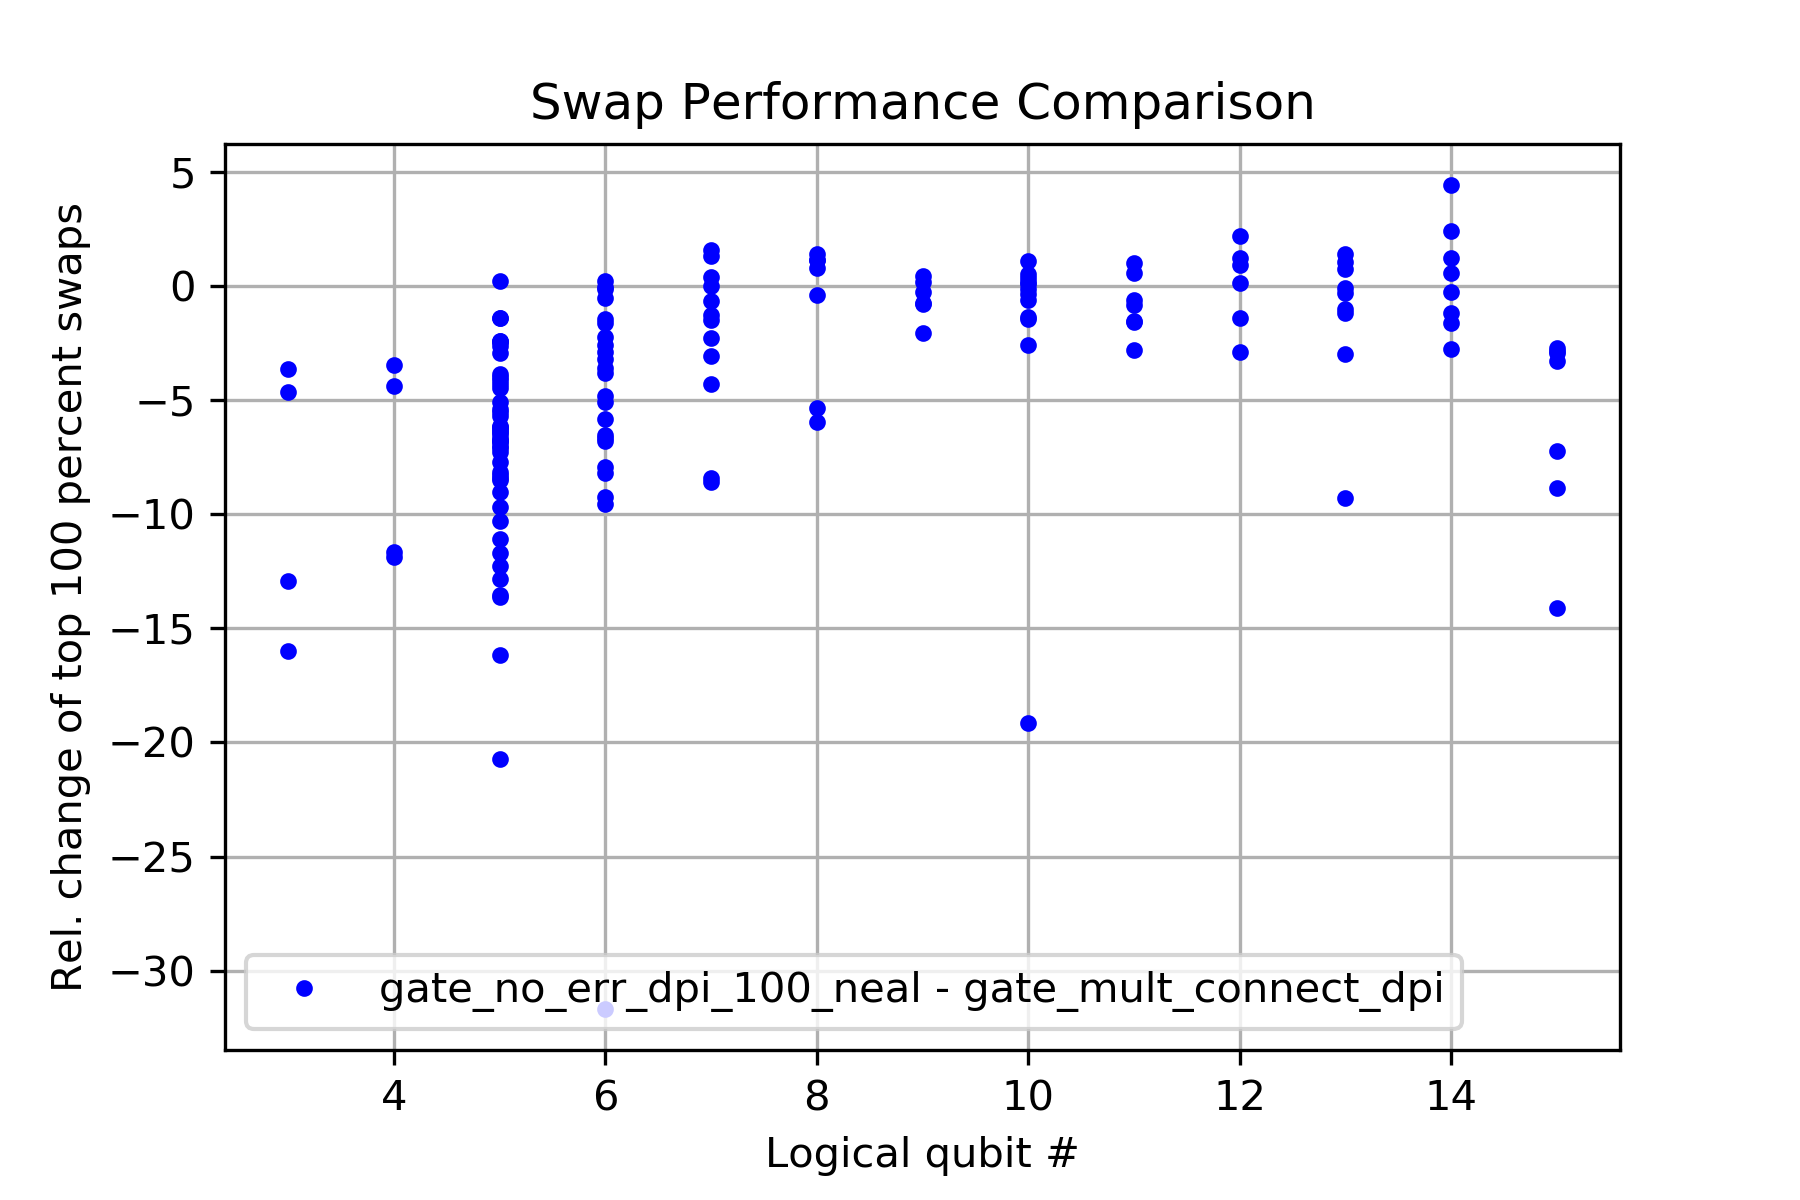 Swap Performance Comparison
Rel. change of top 100 percent swaps
5
0
−5
−10
−15
−20
−25
−30
gate_no_err_dpi_100_neal - gate_mult_connect_dpi
4 6 8 10 12 14
Logical qubit #